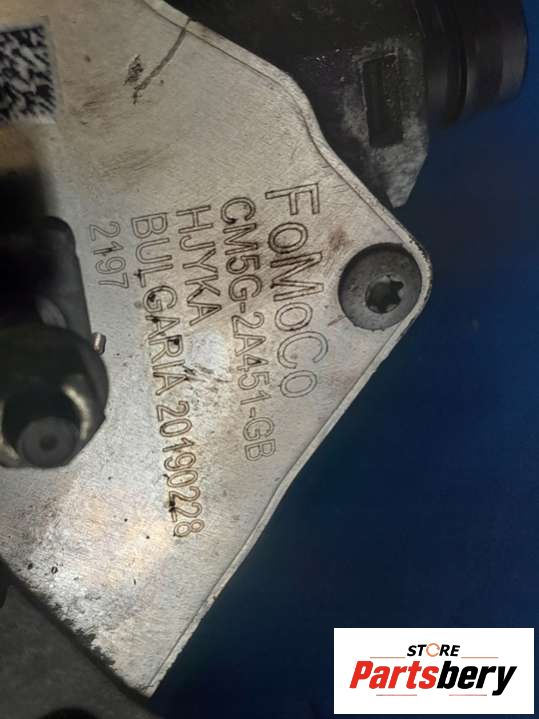 FoMoCo
CM5G-2A451-GB
HJYKA
BULGARIA 20190228
2197
STORE
Partsbery